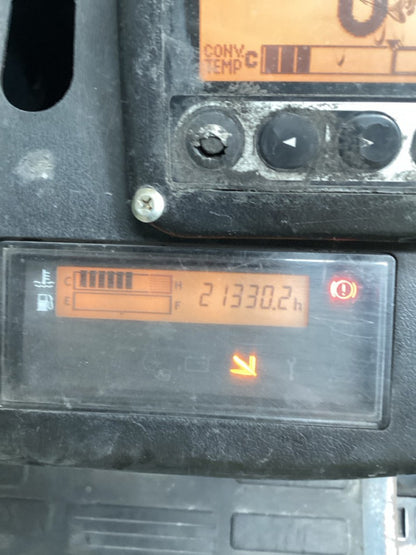 CONV. C
TEMP
C H 21330.2h
E F